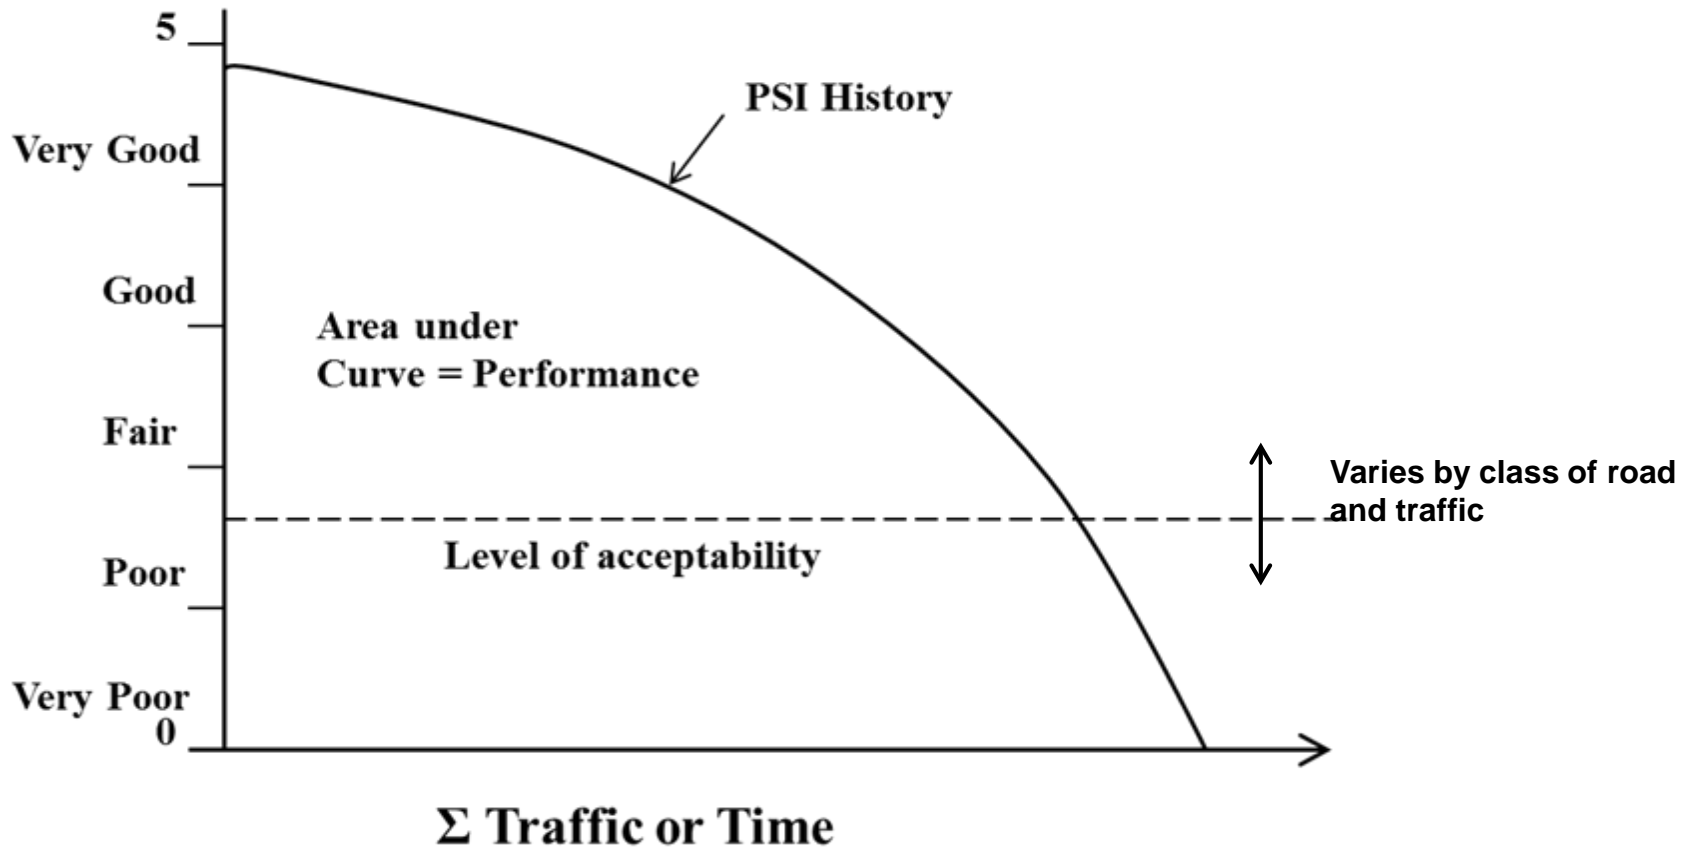 5
PSI History
Very Good
Good
Area under
Curve = Performance
Fair
Varies by class of road
and traffic
Level of acceptability
Poor
Very Poor
0
Σ Traffic or Time